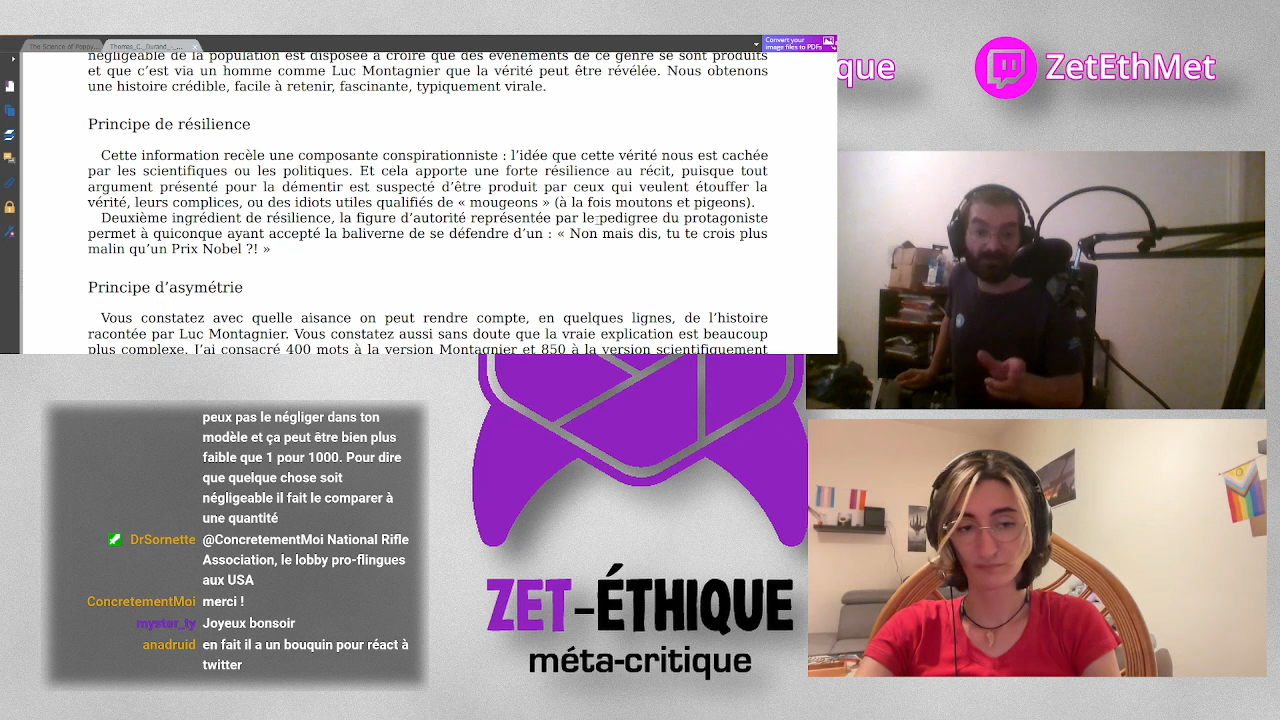 The Science of Poppy...
Thomas_C._Durand_-_...
Convert your
image files to PDFs
négligeable de la population est disposée à croire que des événements de ce genre se sont produits
et que c’est via un homme comme Luc Montagnier que la vérité peut être révélée. Nous obtenons
une histoire crédible, facile à retenir, fascinante, typiquement virale.
Principe de résilience
Cette information recèle une composante conspirationniste : l’idée que cette vérité nous est cachée
par les scientifiques ou les politiques. Et cela apporte une forte résilience au récit, puisque tout
argument présenté pour la démentir est suspecté d’être produit par ceux qui veulent étouffer la
vérité, leurs complices, ou des idiots utiles qualifiés de « mougeons » (à la fois moutons et pigeons).
Deuxième ingrédient de résilience, la figure d’autorité représentée par le pedigree du protagoniste
permet à quiconque ayant accepté la baliverne de se défendre d’un : « Non mais dis, tu te crois plus
malin qu’un Prix Nobel ?! »
Principe d’asymétrie
Vous constatez avec quelle aisance on peut rendre compte, en quelques lignes, de l’histoire
racontée par Luc Montagnier. Vous constatez aussi sans doute que la vraie explication est beaucoup
plus complexe. J’ai consacré 400 mots à la version Montagnier et 850 à la version scientifiquement
que
ZetEthMet
peux pas le négliger dans ton
modèle et ça peut être bien plus
faible que 1 pour 1000. Pour dire
que quelque chose soit
négligeable il fait le comparer à
une quantité
DrSornette @ConcretementMoi National Rifle
Association, le lobby pro-flingues
aux USA
ConcretementMoi merci !
mystar_ty Joyeux bonsoir
anadruid en fait il a un bouquin pour réact à
twitter
ZET-ÉTHIQUE
méta-critique